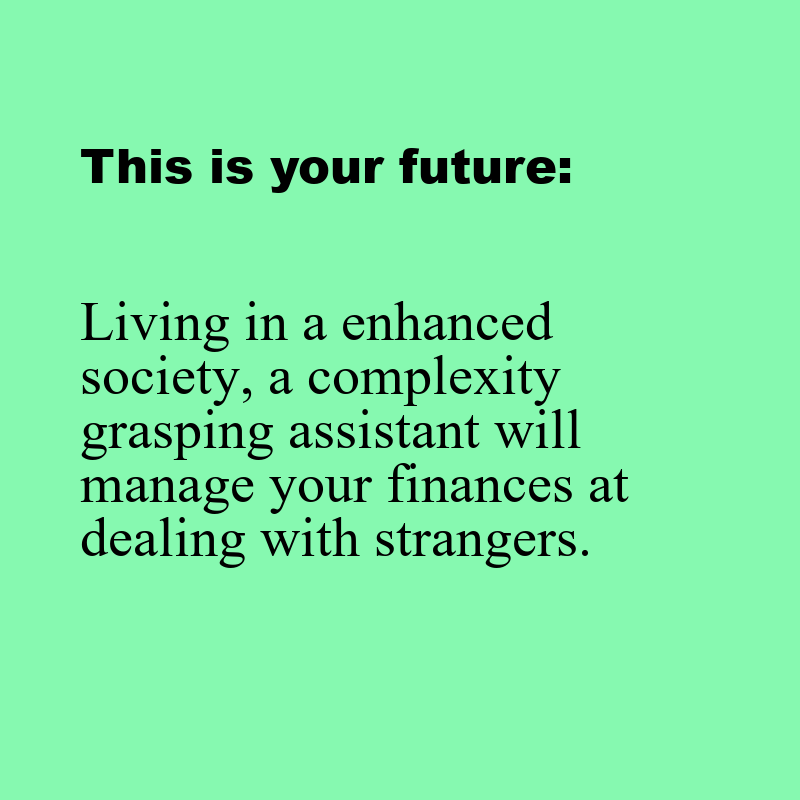 This is your future:
Living in a enhanced
society, a complexity
grasping assistant will
manage your finances at
dealing with strangers.